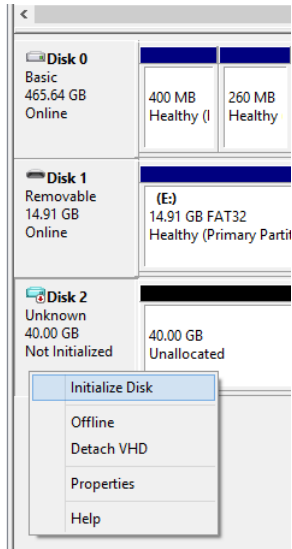 Disk 0
Basic
465.64 GB
Online
400 MB
Healthy (I
260 MB
Healthy
Disk 1
Removable
14.91 GB
Online
(E:)
14.91 GB FAT32
Healthy (Primary Partit
Disk 2
Unknown
40.00 GB
Not Initialized
40.00 GB
Unallocated
Initialize Disk
Offline
Detach VHD
Properties
Help